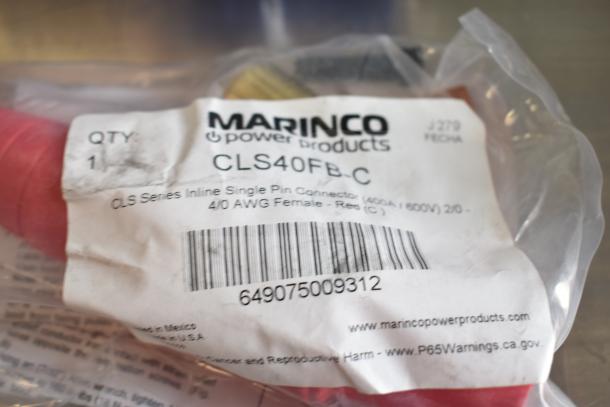 QTY: J279
1 FECHA
MARINCO
power products
CLS40FB-C
CLS Series Inline Single Pin Connector (400A / 600V) 2/0 -
4/0 AWG Female - Red (C)
649075009312
in Mexico
in U.S.A
www.marincopowerproducts.com
Cancer and Reproductive Harm - www.P65Warnings.ca.gov.